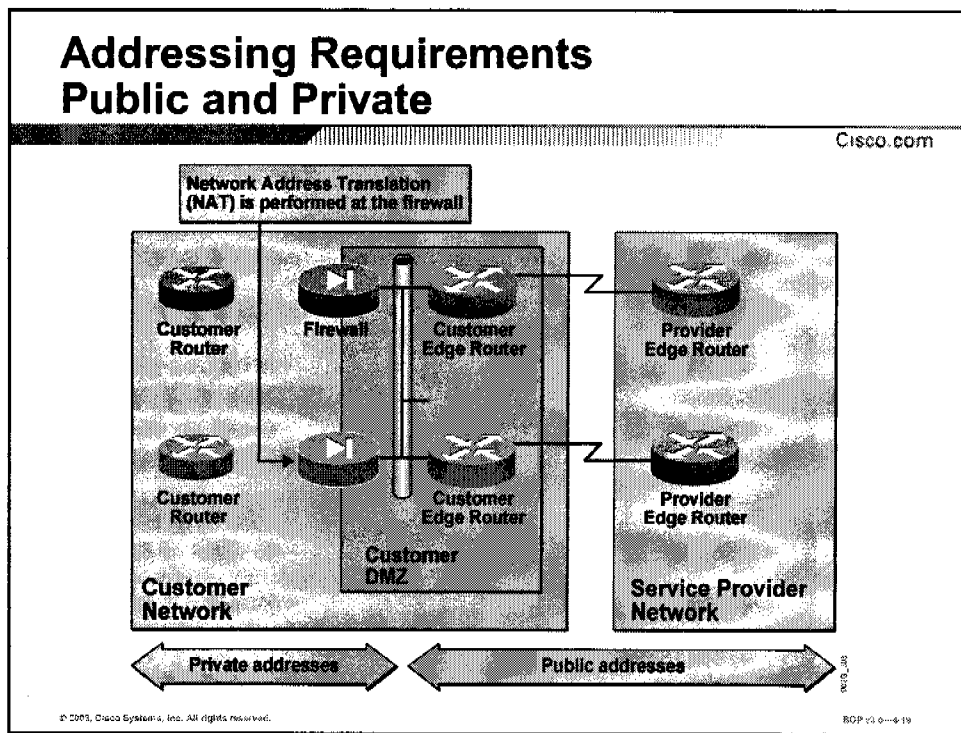 Addressing Requirements
Public and Private
Cisco.com
Network Address Translation
(NAT) is performed at the firewall
Customer
Router
Firewall
Customer
Edge Router
Provider
Edge Router
Customer
Router
Customer
Edge Router
Provider
Edge Router
Customer
DMZ
Customer
Network
Service Provider
Network
Private addresses
Public addresses
© 2003, Cisco Systems, Inc. All rights reserved.